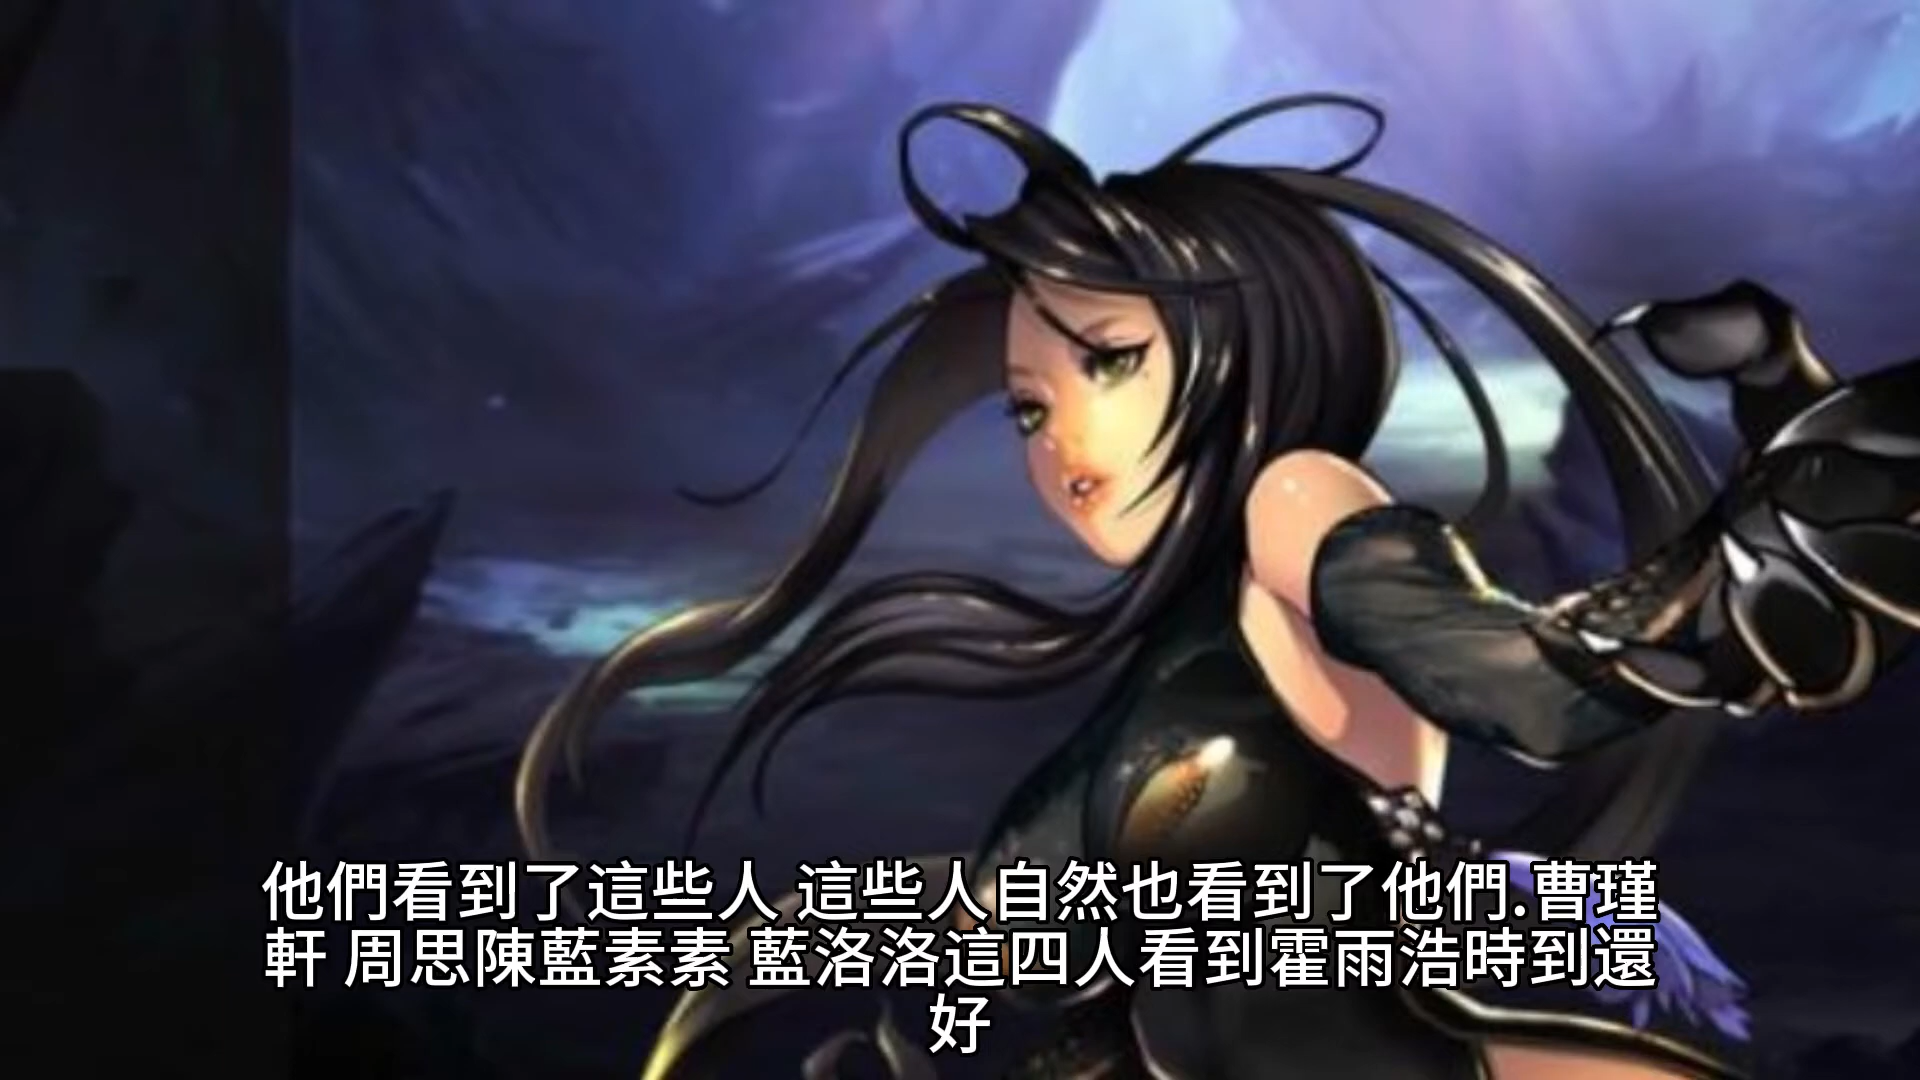 他們看到了這些人 這些人自然也看到了他們.曹瑾
軒 周思陳藍素素 藍洛洛這四人看到霍雨浩時到還
好